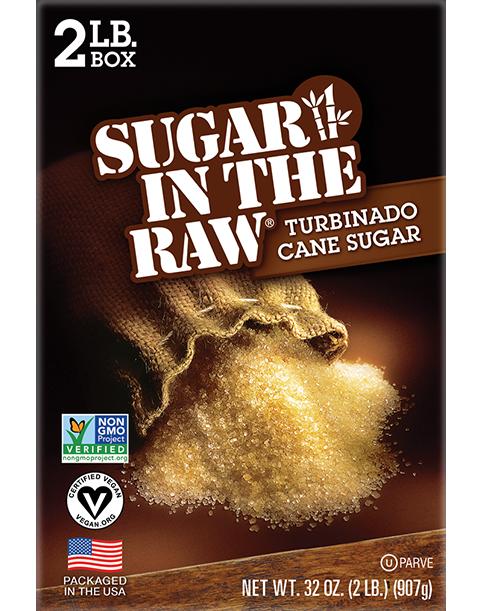 2 LB.
BOX
SUGAR
IN THE
RAW®
TURBINADO
CANE SUGAR
NON
GMO
Project
VERIFIED
nongmoproject.org
CERTIFIED VEGAN
V
VEGAN.ORG
PACKAGED
IN THE USA
U PARVE
NET WT. 32 OZ. (2 LB.) (907g)